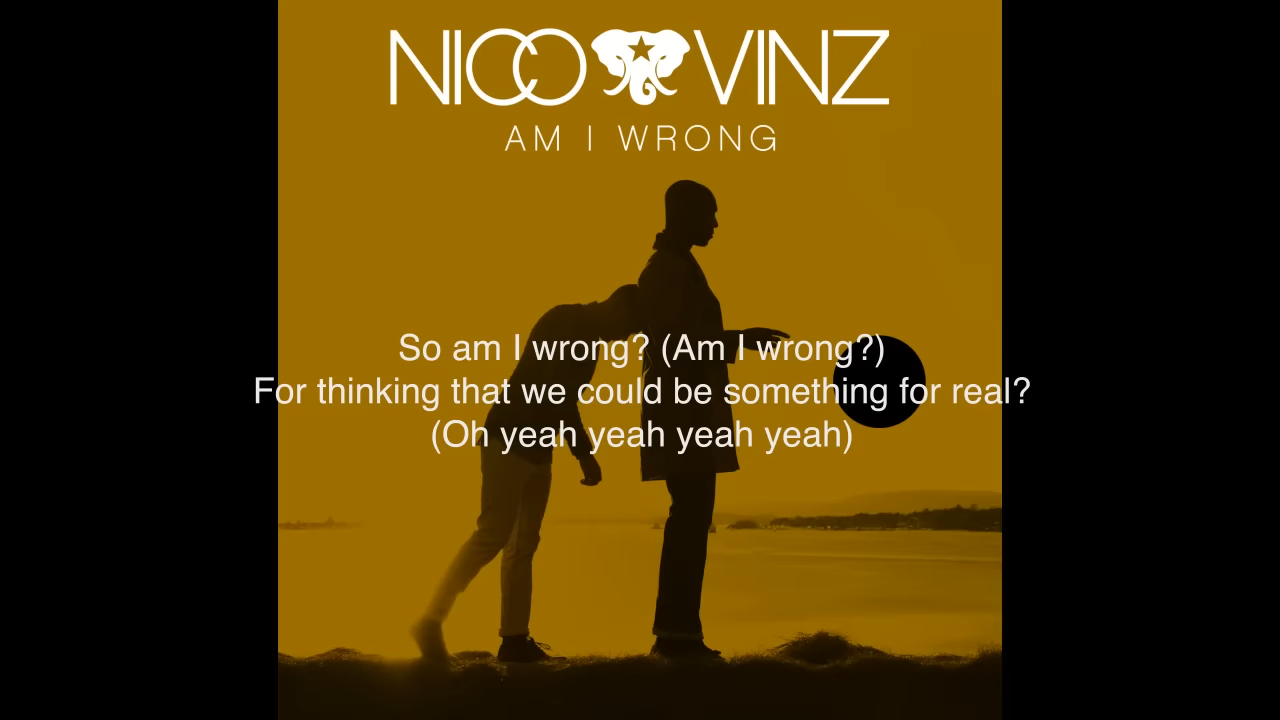 NICO VINZ
AM I WRONG
So am I wrong? (Am I wrong?)
For thinking that we could be something for real?
(Oh yeah yeah yeah yeah)